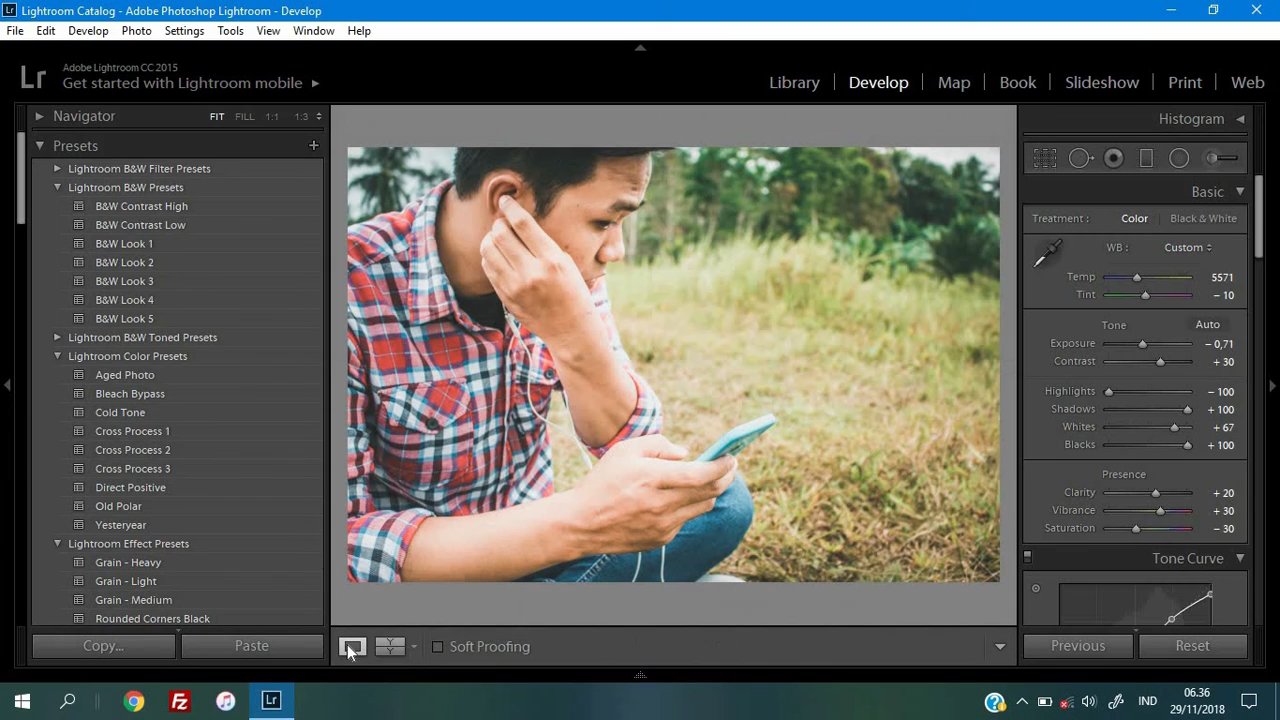 Lr Lightroom Catalog - Adobe Photoshop Lightroom - Develop
File Edit Develop Photo Settings Tools View Window Help
Adobe Lightroom CC 2015
Lr Get started with Lightroom mobile
Library Develop Map Book Slideshow Print Web
Navigator FIT FILL 1:1 1:3
Presets +
Lightroom B&W Filter Presets
Lightroom B&W Presets
B&W Contrast High
B&W Contrast Low
B&W Look 1
B&W Look 2
B&W Look 3
B&W Look 4
B&W Look 5
Lightroom B&W Toned Presets
Lightroom Color Presets
Aged Photo
Bleach Bypass
Cold Tone
Cross Process 1
Cross Process 2
Cross Process 3
Direct Positive
Old Polar
Yesteryear
Lightroom Effect Presets
Grain - Heavy
Grain - Light
Grain - Medium
Rounded Corners Black
Copy... Paste
Y Y Soft Proofing
Histogram
Basic
Treatment : Color Black & White
WB : Custom
Temp 5571
Tint - 10
Tone Auto
Exposure - 0,71
Contrast + 30
Highlights - 100
Shadows + 100
Whites + 67
Blacks + 100
Presence
Clarity + 20
Vibrance + 30
Saturation - 30
Tone Curve
Previous Reset
Fz Lr IND 06.36
29/11/2018